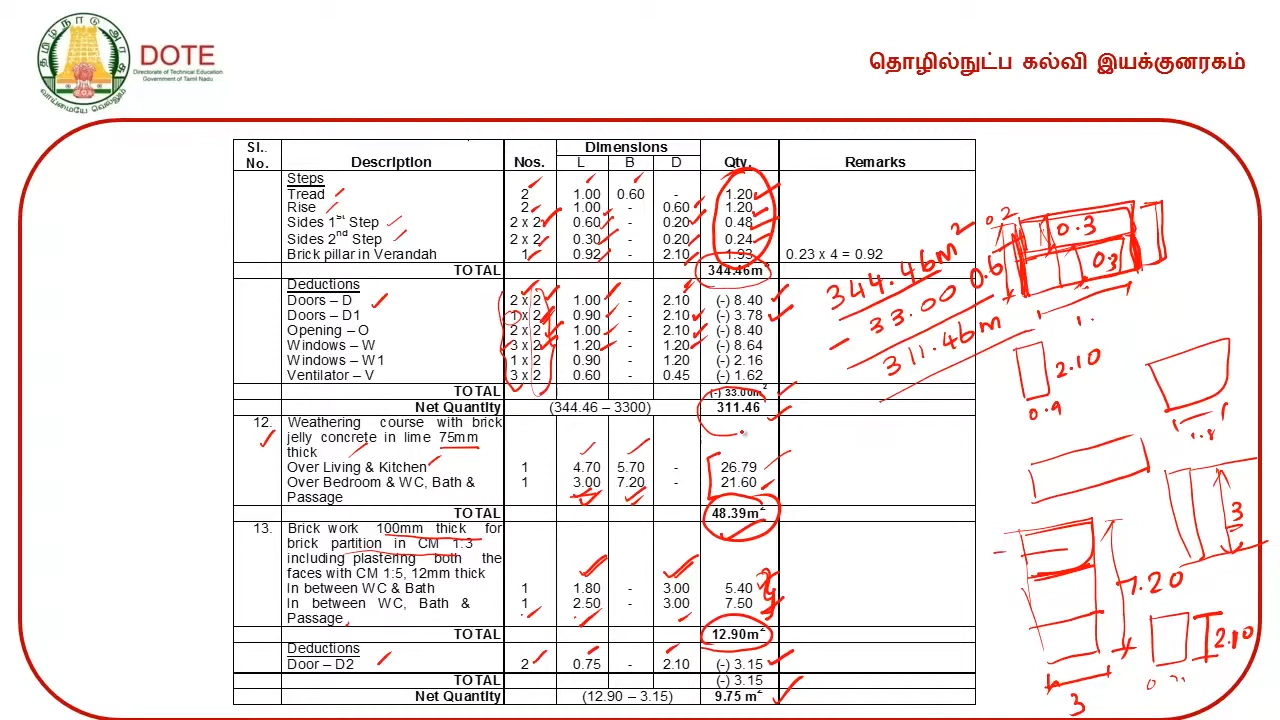 தமிழ்நாடு அரசு
வாய்மையே வெல்லும்
DOTE
Directorate of Technical Education
Government of Tamil Nadu
தொழில்நுட்ப கல்வி இயக்குனரகம்
Sl.. No. Description Nos. Dimensions L B D Qty. Remarks
Steps
Tread 2 1.00 0.60 - 1.20
Rise 2 1.00 - 0.60 1.20
Sides 1st Step 2 x 2 0.60 - 0.20 0.48
Sides 2nd Step 2 x 2 0.30 - 0.20 0.24
Brick pillar in Verandah 1 0.92 - 2.10 1.93 0.23 x 4 = 0.92
TOTAL 344.46m2
Deductions
Doors – D 2 x 2 1.00 - 2.10 (-) 8.40
Doors – D1 1 x 2 0.90 - 2.10 (-) 3.78
Opening – O 2 x 2 1.00 - 2.10 (-) 8.40
Windows – W 3 x 2 1.20 - 1.20 (-) 8.64
Windows – W1 1 x 2 0.90 - 1.20 (-) 2.16
Ventilator – V 3 x 2 0.60 - 0.45 (-) 1.62
TOTAL (-) 33.00m2
Net Quantity (344.46 – 3300) 311.46
12. Weathering course with brick
jelly concrete in lime 75mm
thick
Over Living & Kitchen 1 4.70 5.70 - 26.79
Over Bedroom & WC, Bath & 1 3.00 7.20 - 21.60
Passage
TOTAL 48.39m2
13. Brick work 100mm thick for
brick partition in CM 1:3
including plastering both the
faces with CM 1:5, 12mm thick
In between WC & Bath 1 1.80 - 3.00 5.40
In between WC, Bath & 1 2.50 - 3.00 7.50
Passage
TOTAL 12.90m2
Deductions
Door – D2 2 0.75 - 2.10 (-) 3.15
TOTAL (-) 3.15
Net Quantity (12.90 – 3.15) 9.75 m2
344.46m2
- 33.00
311.46m
0.2
0.3
0.6
0.3
1.
2.10
0.9
1.8
3
7.20
2.10
3